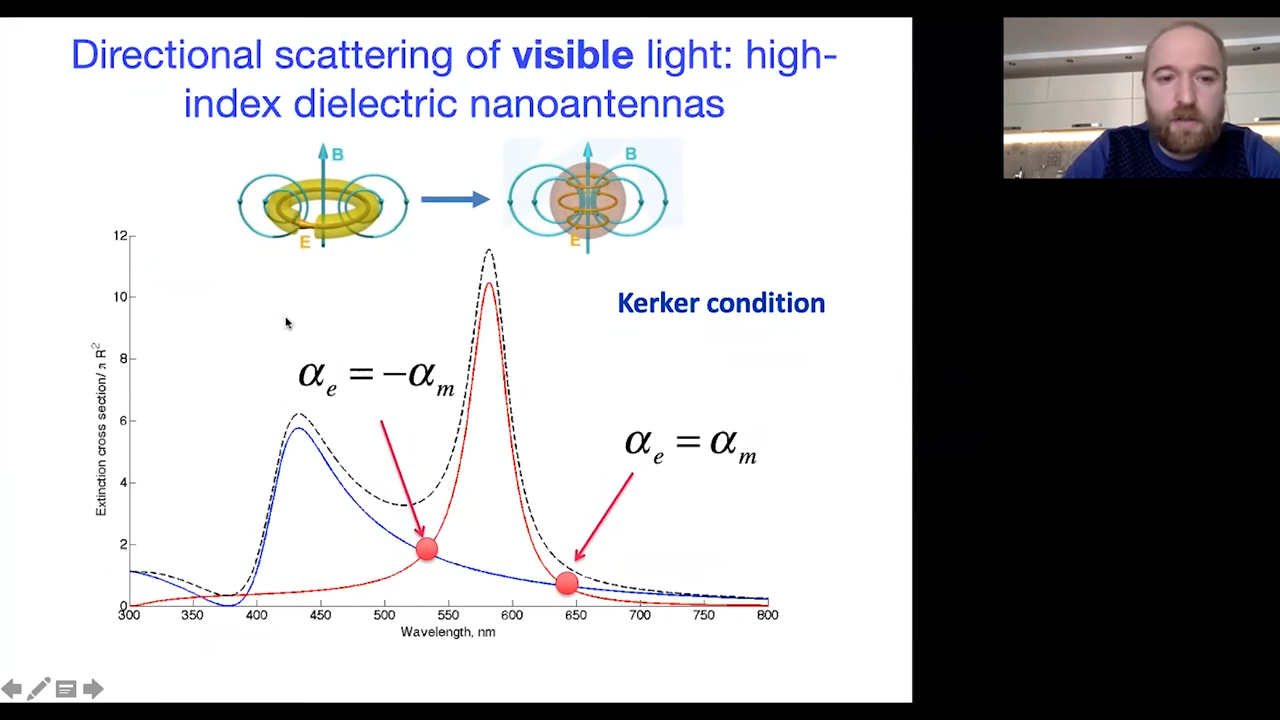 Directional scattering of visible light: high-
index dielectric nanoantennas
B
E
B
E
Kerker condition
αe = −αm
αe = αm
12
10
8
6
4
2
0
Extinction cross section/ π R²
300 350 400 450 500 550 600 650 700 750 800
Wavelength, nm